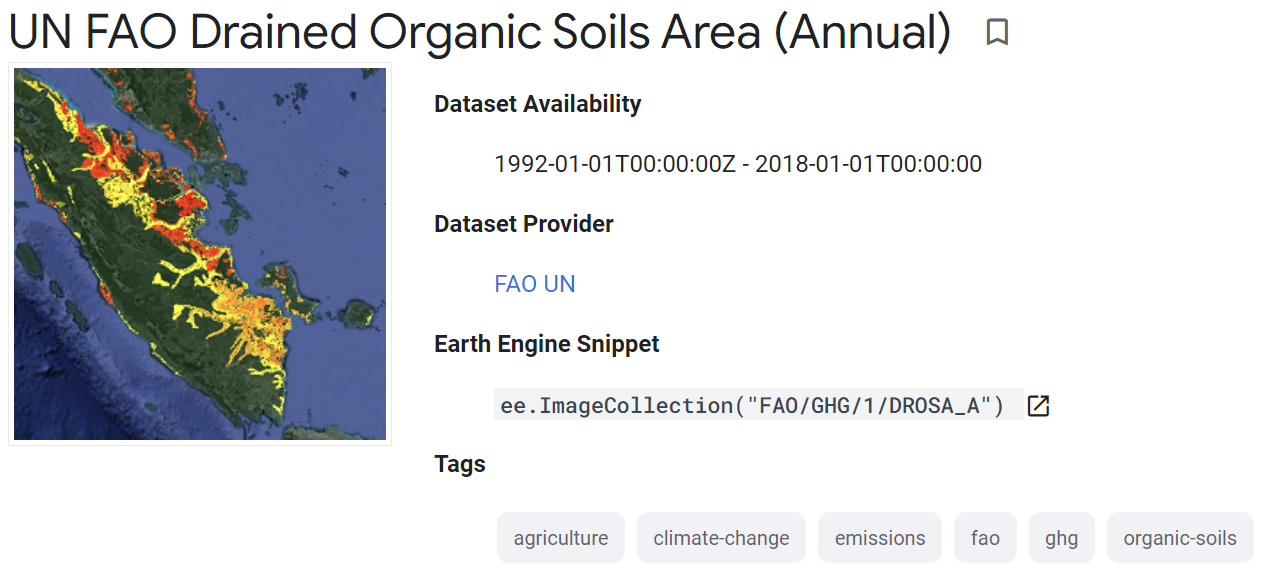 UN FAO Drained Organic Soils Area (Annual)
Dataset Availability
1992-01-01T00:00:00Z - 2018-01-01T00:00:00
Dataset Provider
FAO UN
Earth Engine Snippet
ee.ImageCollection("FAO/GHG/1/DROSA_A")
Tags
agriculture climate-change emissions fao ghg organic-soils